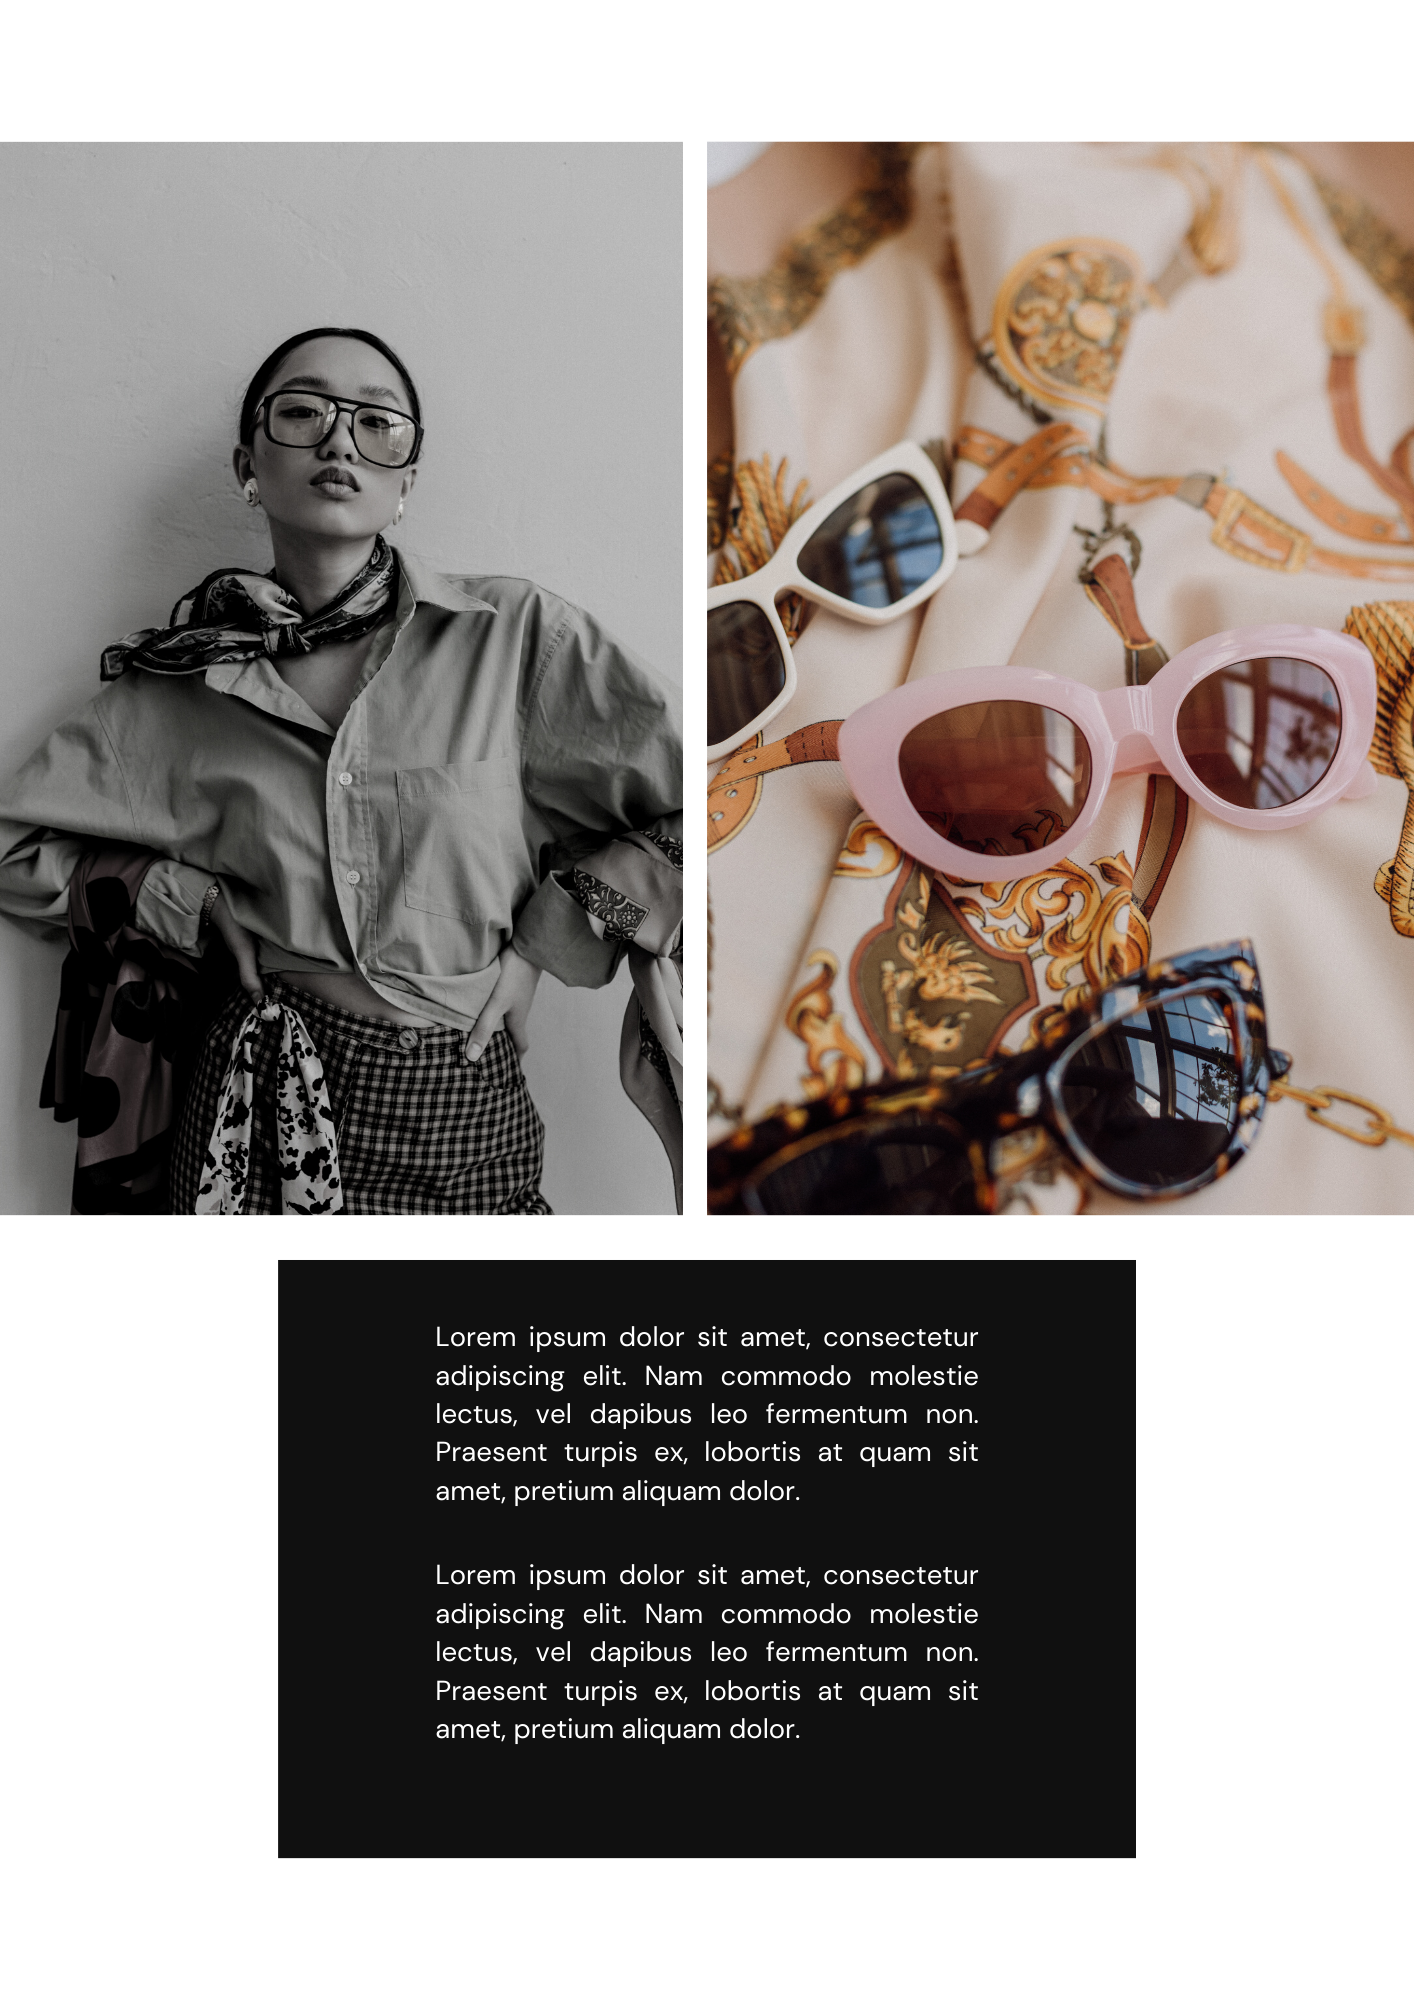 Lorem ipsum dolor sit amet, consectetur
adipiscing elit. Nam commodo molestie
lectus, vel dapibus leo fermentum non.
Praesent turpis ex, lobortis at quam sit
amet, pretium aliquam dolor.
Lorem ipsum dolor sit amet, consectetur
adipiscing elit. Nam commodo molestie
lectus, vel dapibus leo fermentum non.
Praesent turpis ex, lobortis at quam sit
amet, pretium aliquam dolor.